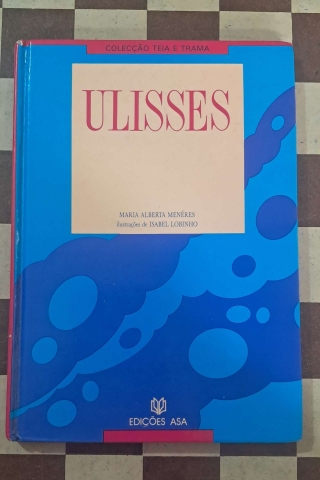 COLECÇÃO TEIA E TRAMA
ULISSES
MARIA ALBERTA MENÉRES
ilustrações de ISABEL LOBINHO
EDIÇÕES ASA